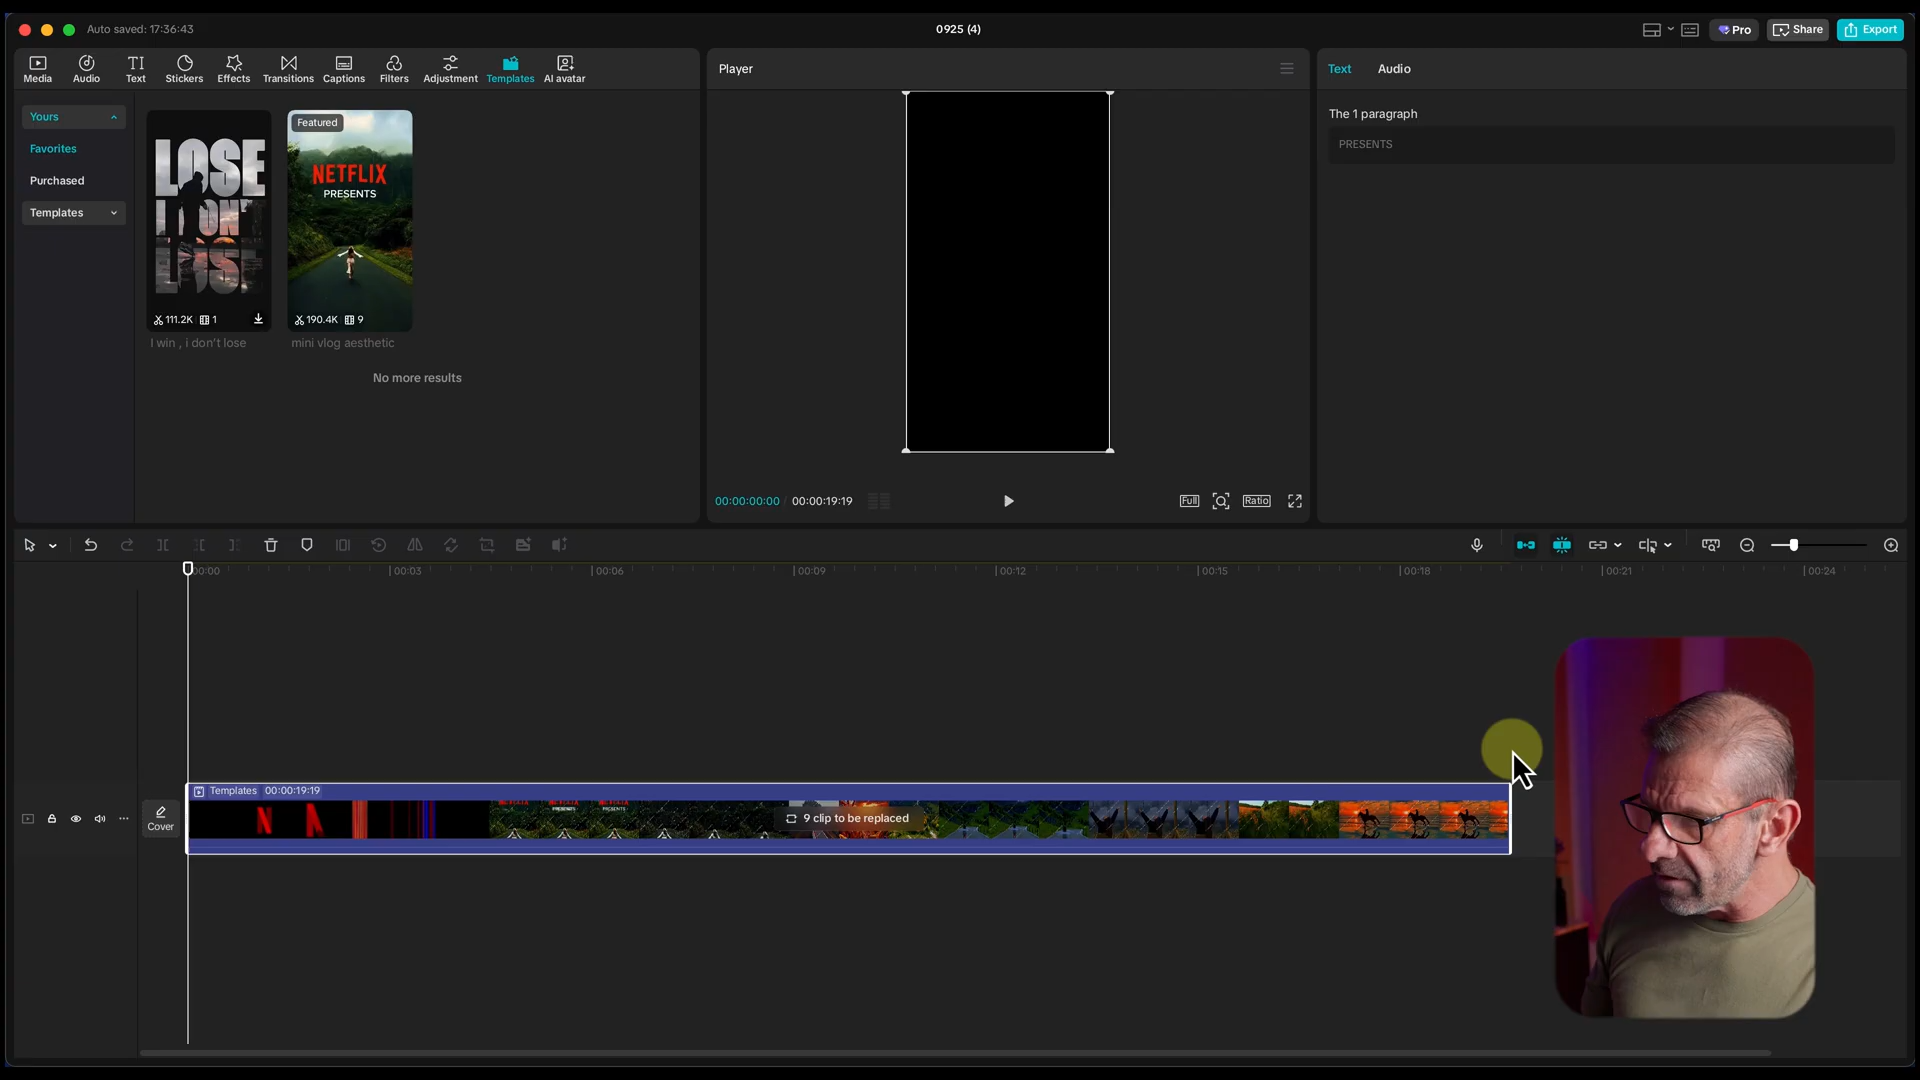 Auto saved: 17:36:43
0925 (4)
Pro
Share
Export
Media
Audio
Text
Stickers
Effects
Transitions
Captions
Filters
Adjustment
Templates
AI avatar
Player
Text
Audio
Yours
Favorites
Purchased
Templates
LOSE
I DON'T
LOSE
111.2K
1
I win , i don't lose
Featured
NETFLIX
PRESENTS
190.4K
9
mini vlog aesthetic
No more results
The 1 paragraph
PRESENTS
00:00:00:00 / 00:00:19:19
Full
Ratio
00:00
00:03
00:06
00:09
00:12
00:15
00:18
00:21
00:24
Templates 00:00:19:19
Cover
9 clip to be replaced